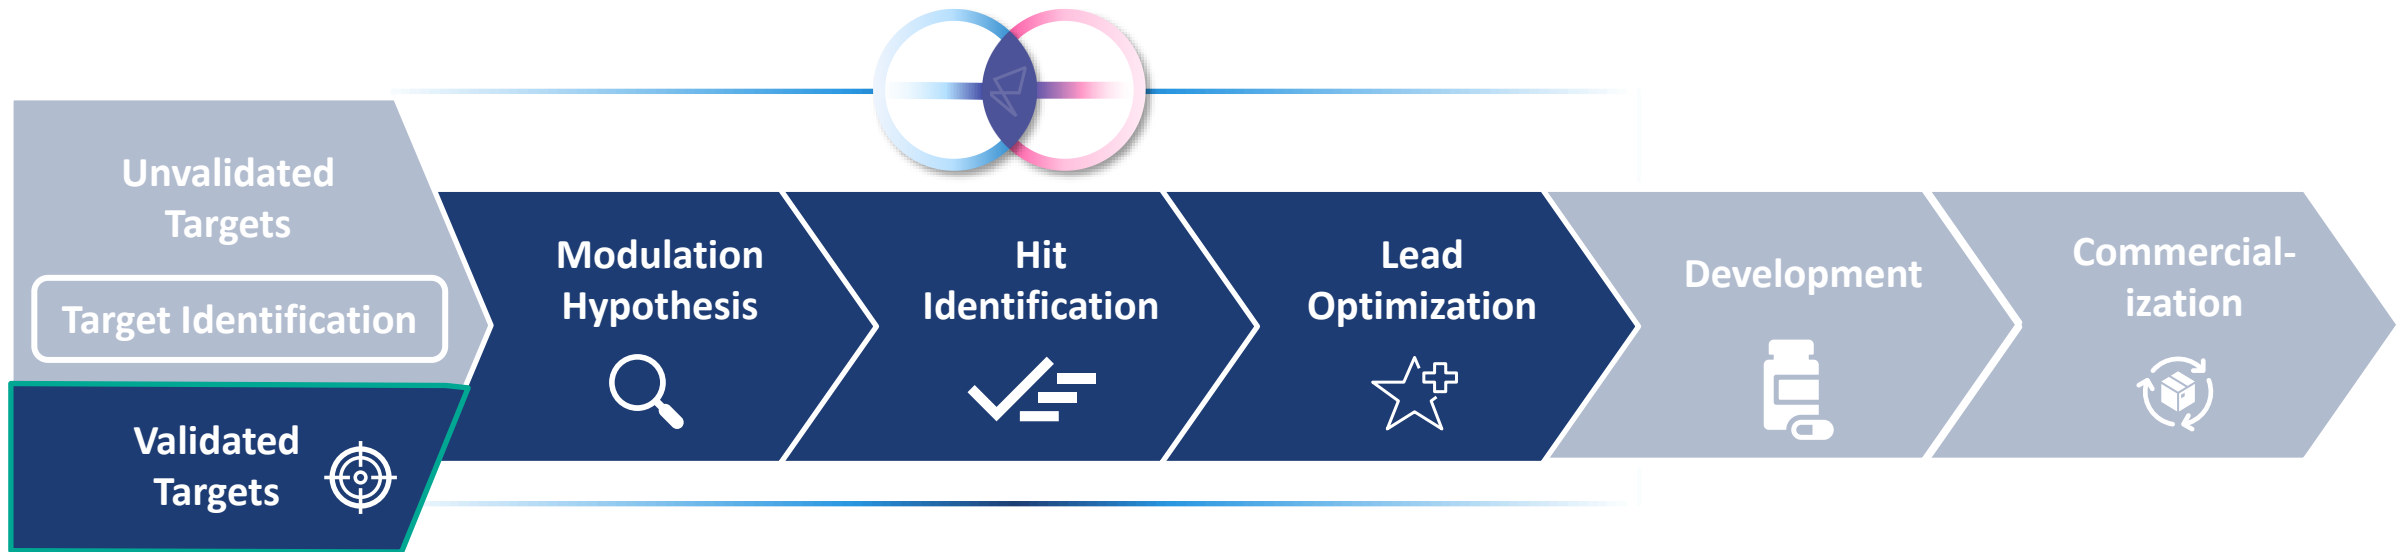 Unvalidated
Targets
Target Identification
Validated
Targets
Modulation
Hypothesis
Hit
Identification
Lead
Optimization
Development
Commercial-
ization